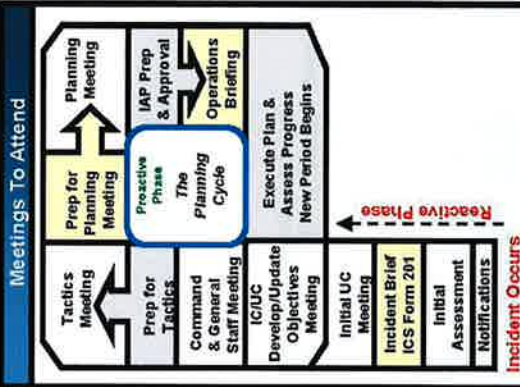 Meetings To Attend
Tactics
Meeting
Prep for
Planning
Meeting
Planning
Meeting
Prep for
Tactics
Proactive
Phase
The
Planning
Cycle
IAP Prep
& Approval
Command
& General
Staff Meeting
Operations
Briefing
IC/UC
Develop/Update
Objectives
Meeting
Execute Plan &
Assess Progress
New Period Begins
Initial UC
Meeting
Incident Brief
ICS Form 201
Initial
Assessment
Notifications
Reactive Phase
Incident Occurs